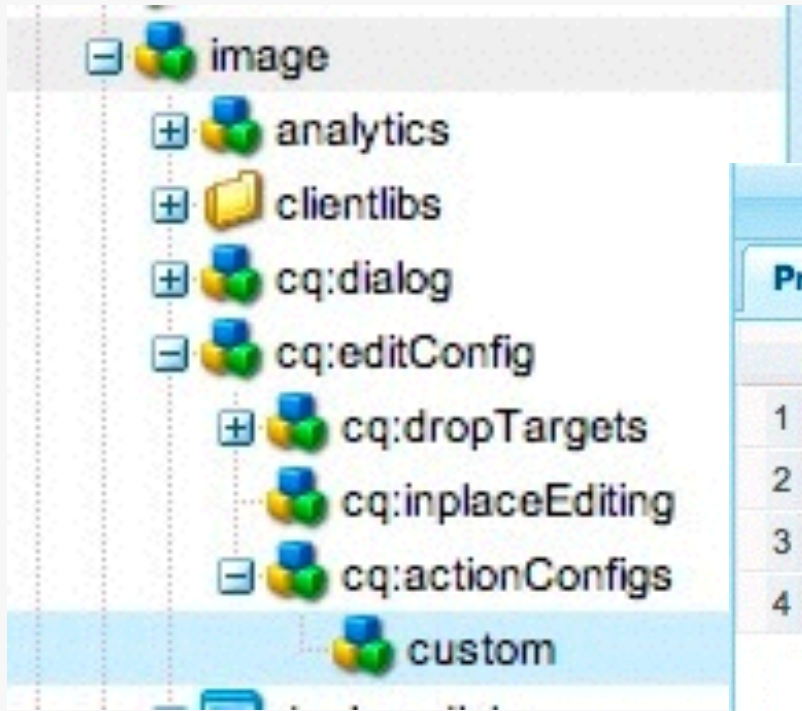 image
analytics
clientlibs
cq:dialog
cq:editConfig
cq:dropTargets
cq:inplaceEditing
cq:actionConfigs
custom
1
2
3
4